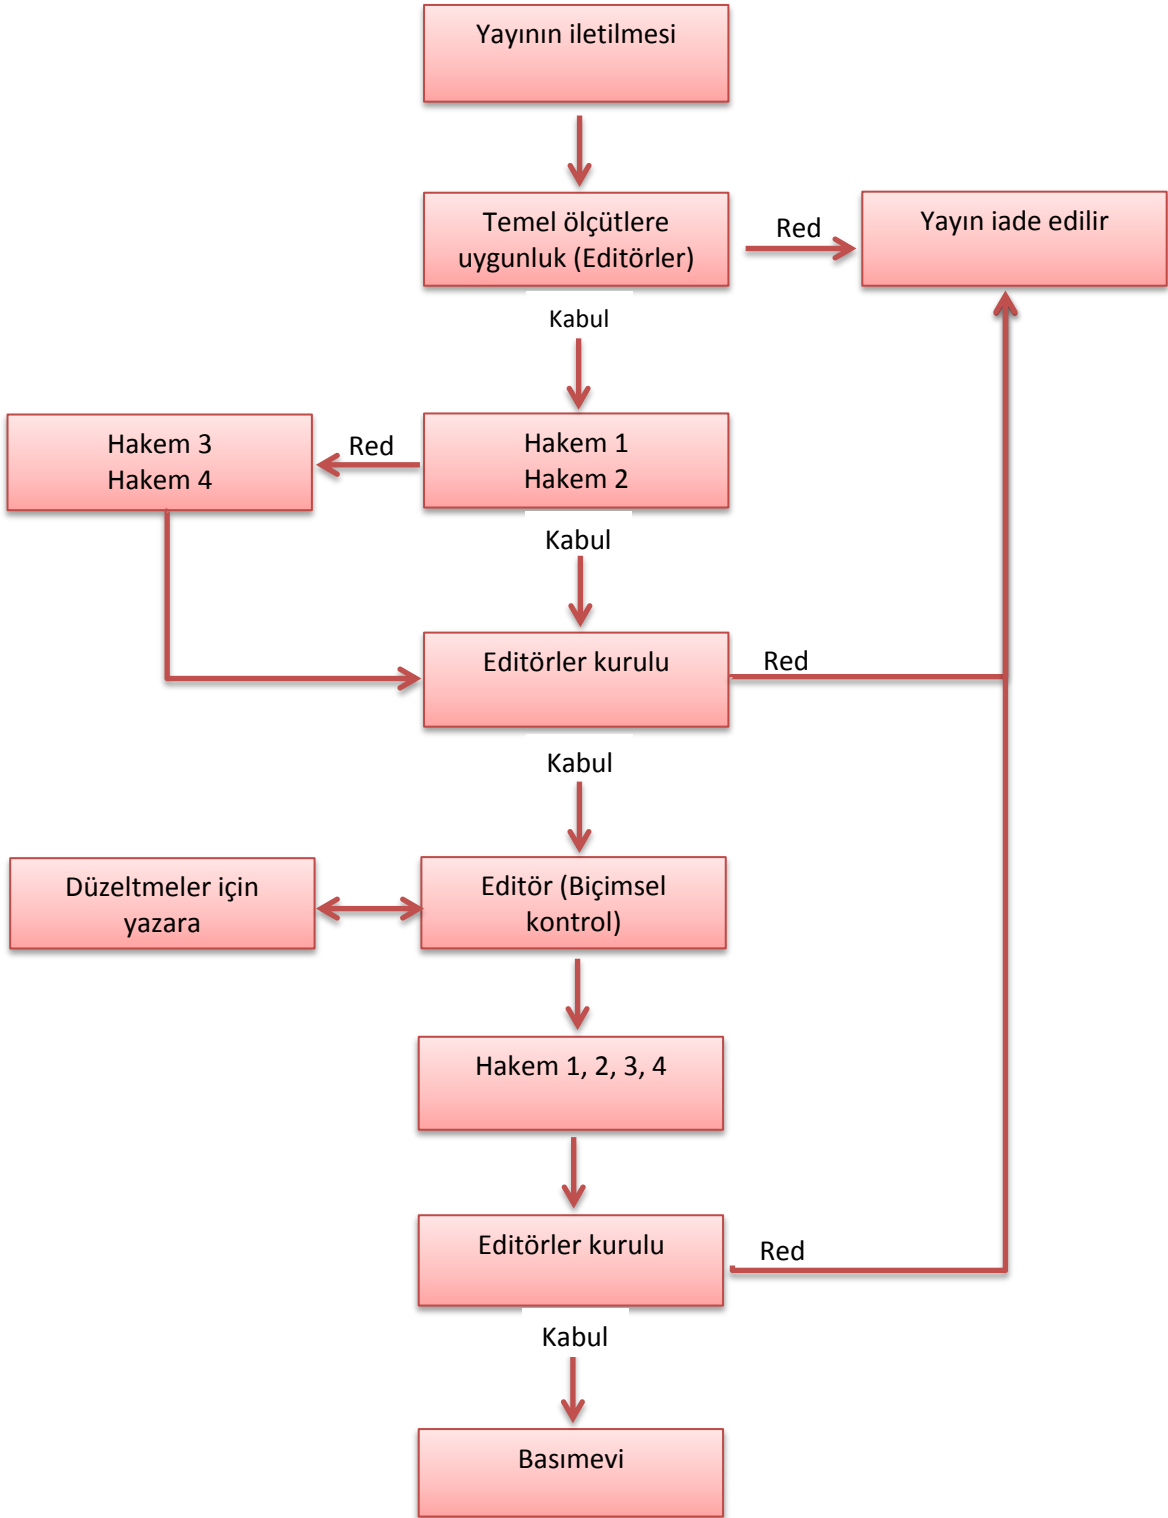 Yayının iletilmesi
Temel ölçütlere
uygunluk (Editörler)
Red
Yayın iade edilir
Kabul
Hakem 3
Hakem 4
Red
Hakem 1
Hakem 2
Kabul
Editörler kurulu
Red
Kabul
Düzeltmeler için
yazara
Editör (Biçimsel
kontrol)
Hakem 1, 2, 3, 4
Editörler kurulu
Red
Kabul
Basımevi